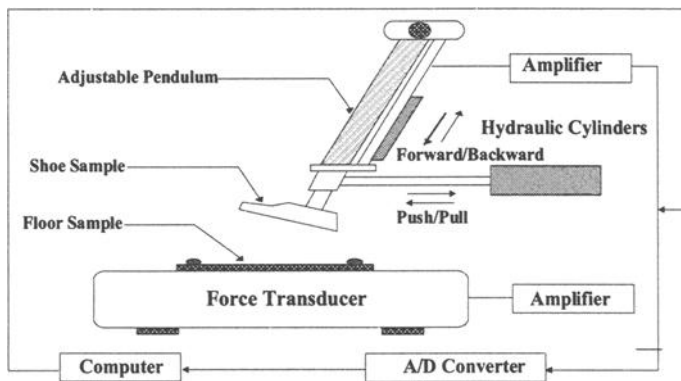 Adjustable Pendulum
Amplifier
Hydraulic Cylinders
Forward/Backward
Shoe Sample
Push/Pull
Floor Sample
Force Transducer
Amplifier
Computer
A/D Converter